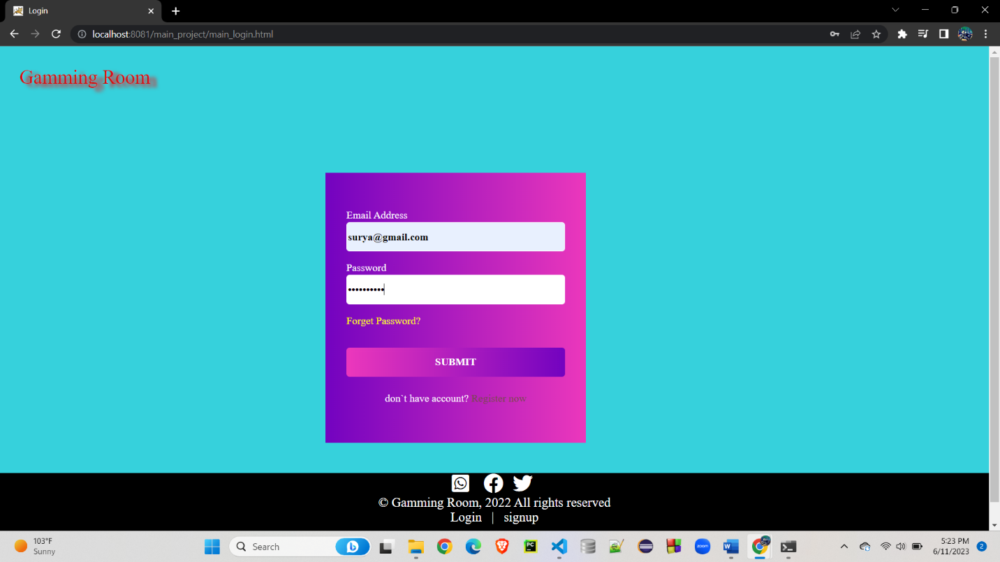 Login
localhost:8081/main_project/main_login.html
Gamming Room
Email Address
surya@gmail.com
Password
••••••••••
Forget Password?
SUBMIT
don`t have account? Register now
© Gamming Room, 2022 All rights reserved
Login | signup
103°F
Sunny
Search
PC
zoom
W
5:23 PM
6/11/2023
2